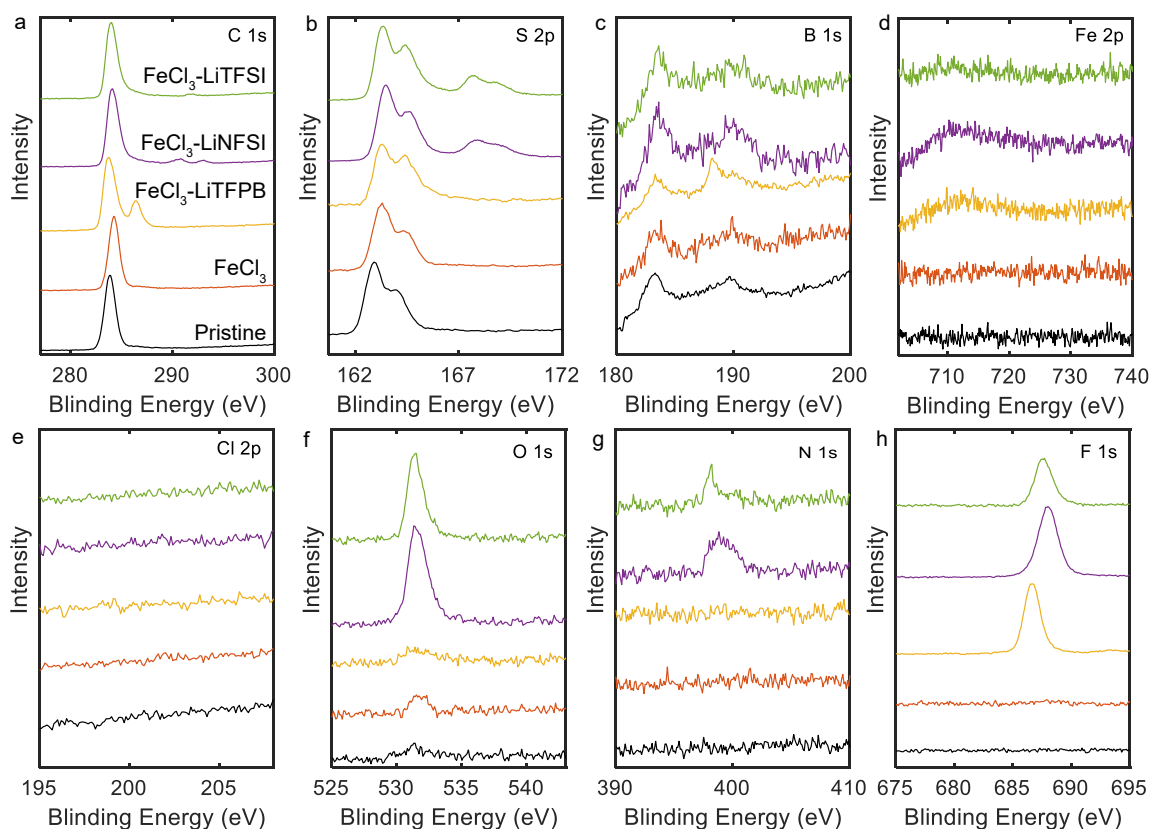 a
C 1s
FeCl3-LiTFSI
FeCl3-LiNFSI
FeCl3-LiTFPB
FeCl3
Pristine
Intensity
280 290 300
Blinding Energy (eV)
b
S 2p
Intensity
162 167 172
Blinding Energy (eV)
c
B 1s
Intensity
180 190 200
Blinding Energy (eV)
d
Fe 2p
Intensity
710 720 730 740
Blinding Energy (eV)
e
Cl 2p
Intensity
195 200 205
Blinding Energy (eV)
f
O 1s
Intensity
525 530 535 540
Blinding Energy (eV)
g
N 1s
Intensity
390 400 410
Blinding Energy (eV)
h
F 1s
Intensity
675 680 685 690 695
Blinding Energy (eV)